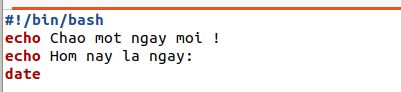 #!/bin/bash
echo Chao mot ngay moi !
echo Hom nay la ngay:
date